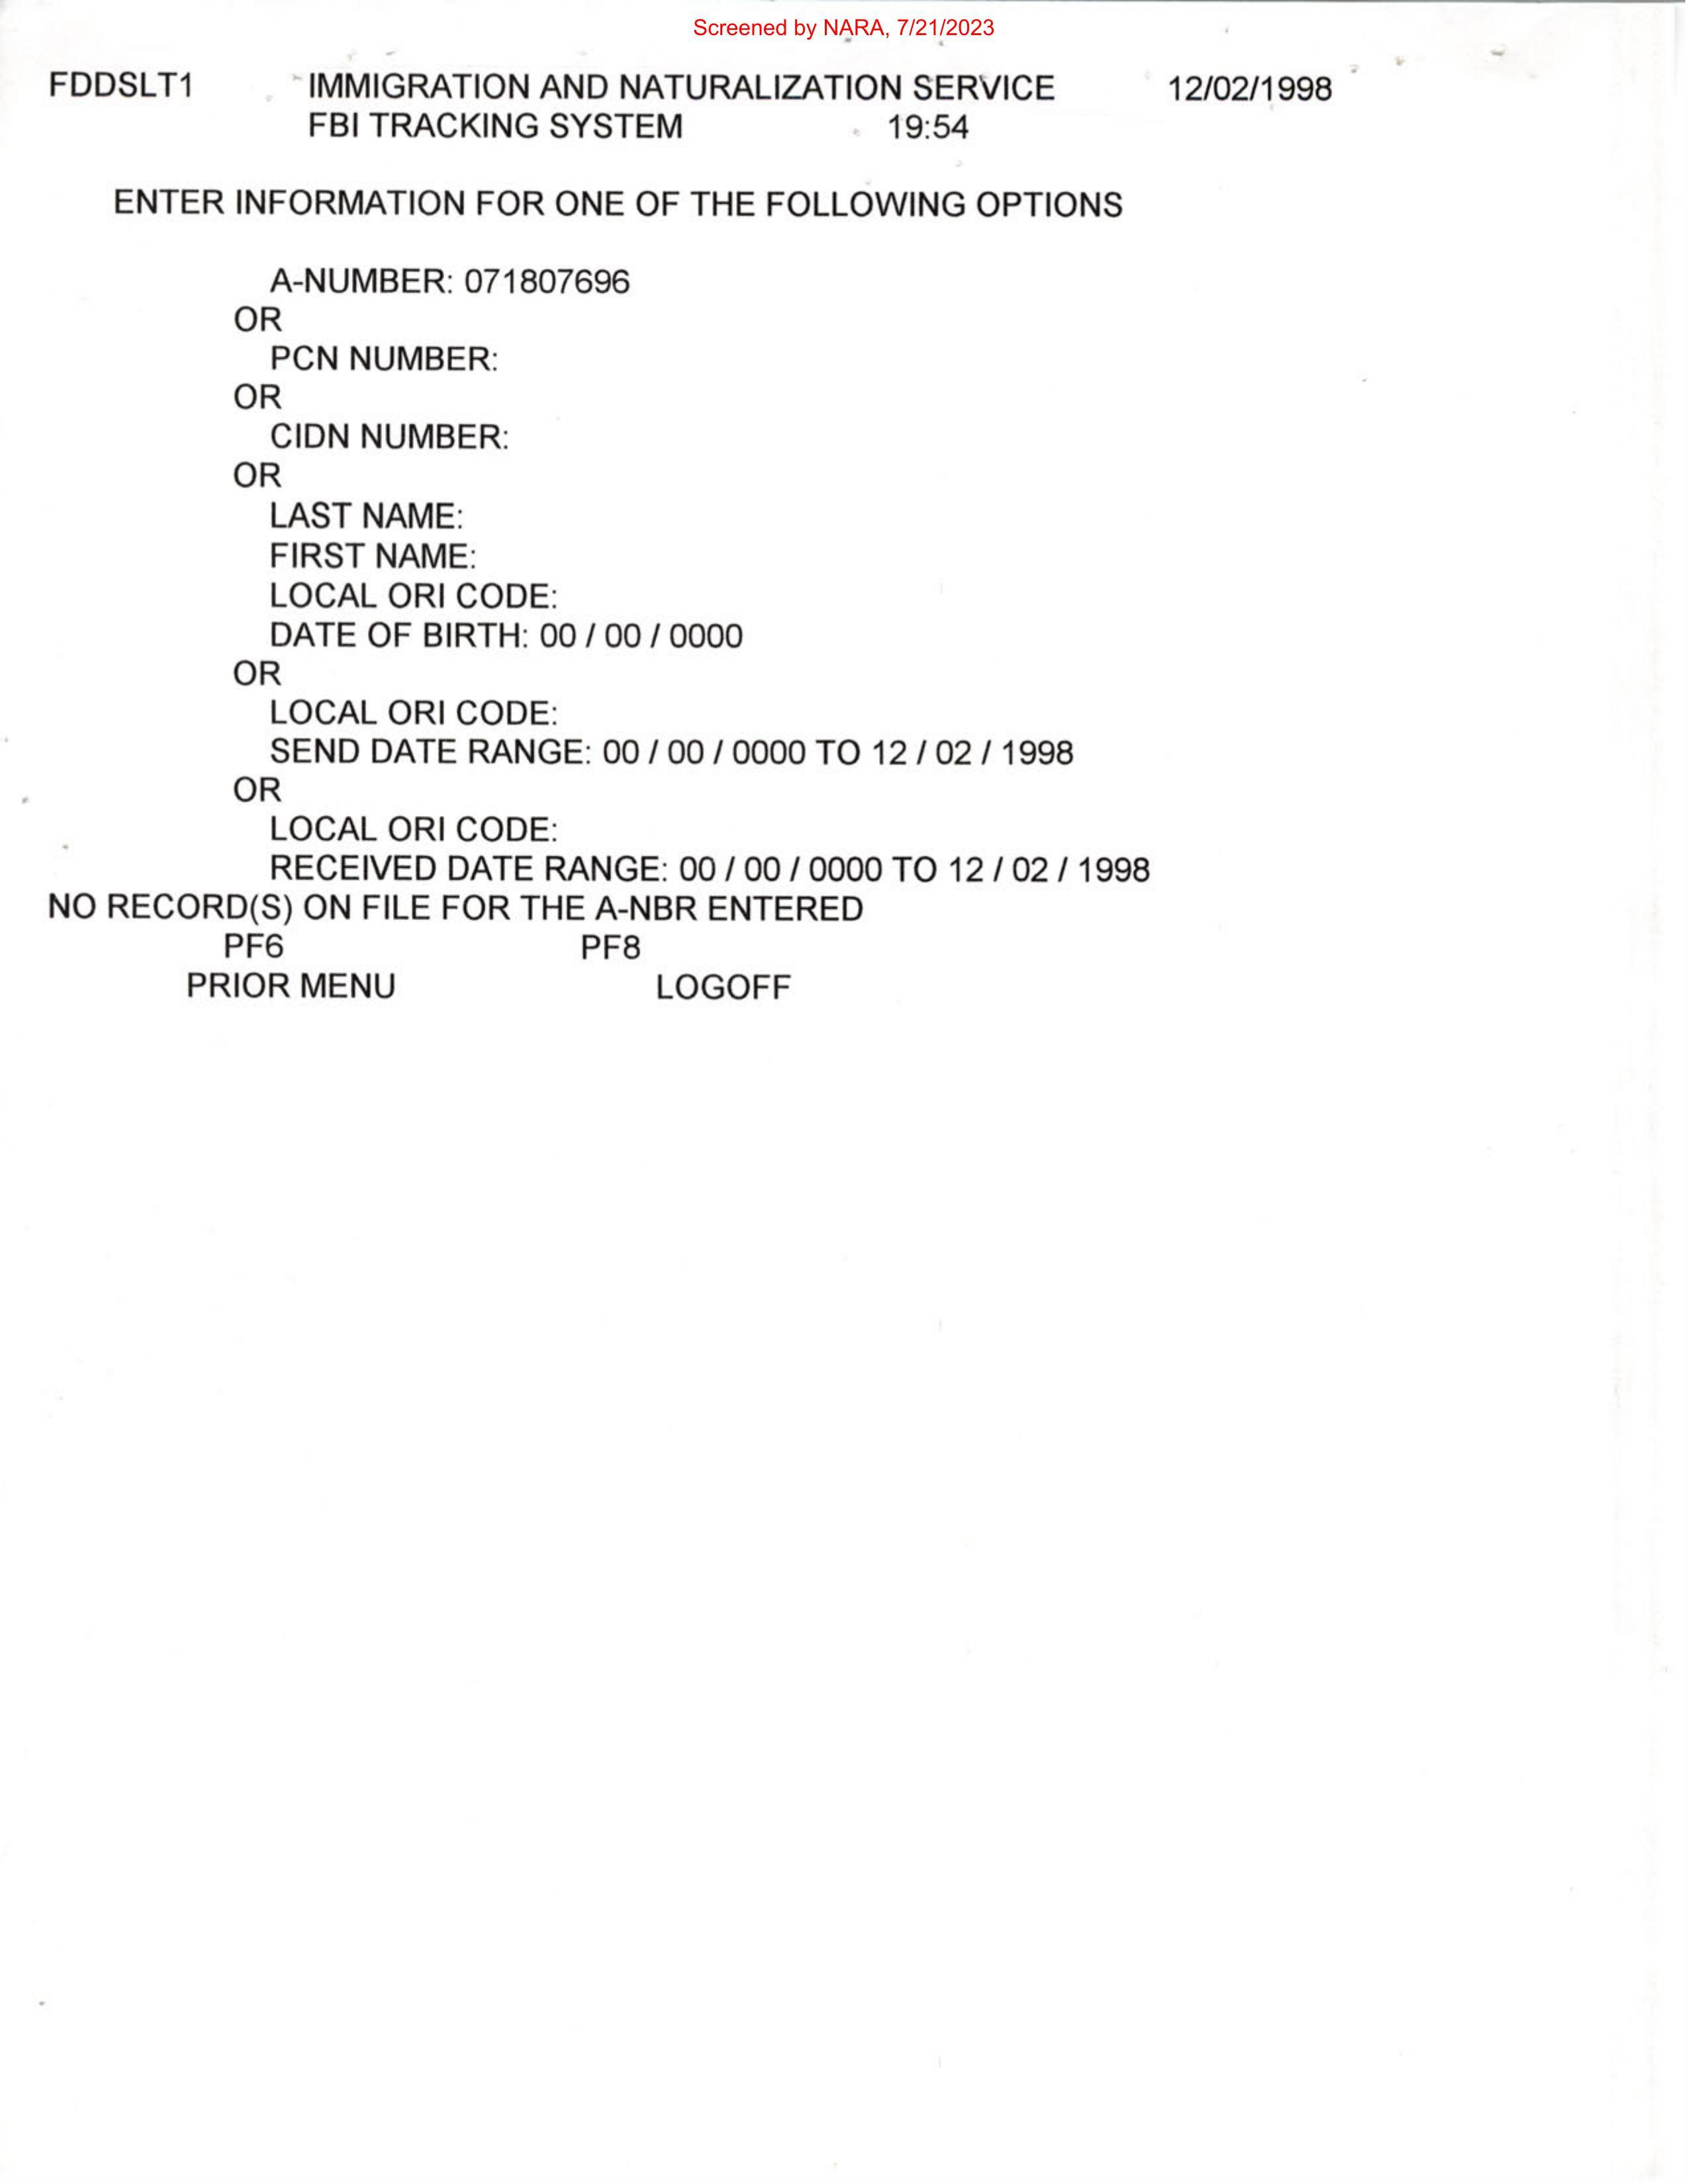 Screened by NARA, 7/21/2023
FDDSLT1 IMMIGRATION AND NATURALIZATION SERVICE 12/02/1998
FBI TRACKING SYSTEM 19:54
ENTER INFORMATION FOR ONE OF THE FOLLOWING OPTIONS
A-NUMBER: 071807696
OR
PCN NUMBER:
OR
CIDN NUMBER:
OR
LAST NAME:
FIRST NAME:
LOCAL ORI CODE:
DATE OF BIRTH: 00 / 00 / 0000
OR
LOCAL ORI CODE:
SEND DATE RANGE: 00 / 00 / 0000 TO 12 / 02 / 1998
OR
LOCAL ORI CODE:
RECEIVED DATE RANGE: 00 / 00 / 0000 TO 12 / 02 / 1998
NO RECORD(S) ON FILE FOR THE A-NBR ENTERED
PF6 PF8
PRIOR MENU LOGOFF